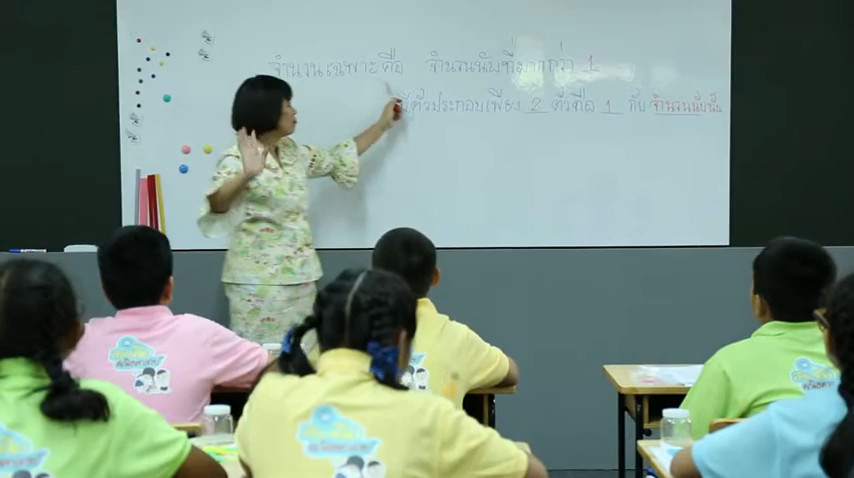 จำนวนเฉพาะคือ จำนวนนับที่มากกว่า 1
มีตัวประกอบเพียง 2 ตัวคือ 1 กับ จำนวนนับนั้น